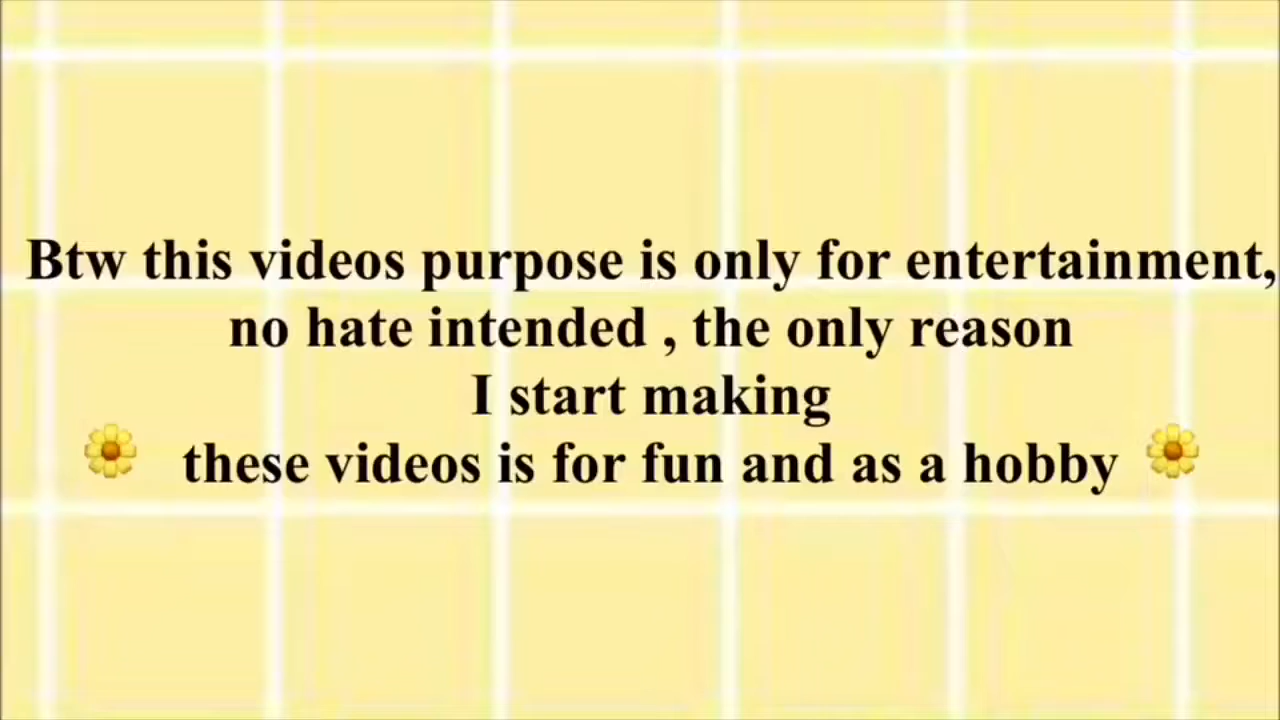 Btw this videos purpose is only for entertainment,
no hate intended , the only reason
I start making
these videos is for fun and as a hobby